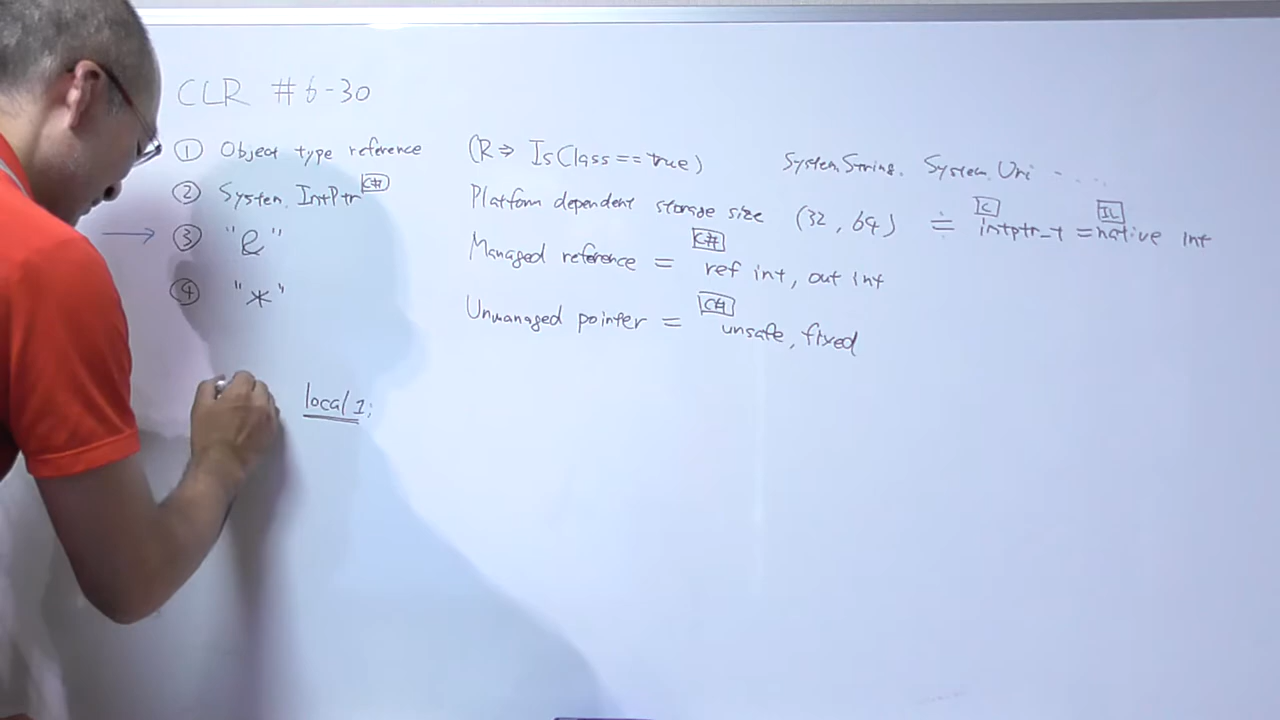 CLR #6-30
① Object type reference (R⇒ IsClass == true) System.String, System.Uri ....
② System.IntPtr C# Platform dependent storage size (32, 64) ≒ C intptr_t = IL native int
→ ③ "&" Managed reference = C# ref int, out int
④ "*" Unmanaged pointer = C# unsafe, fixed
local1;